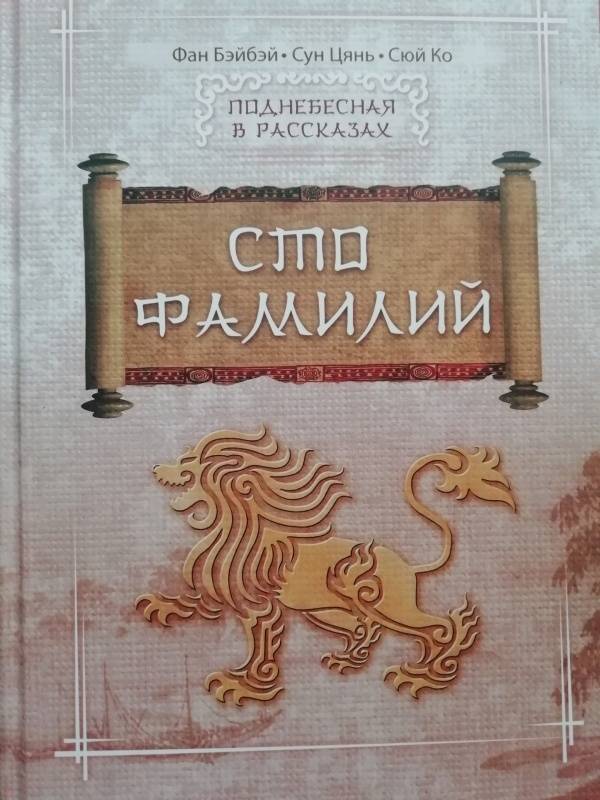 Фан Бэйбэй • Сун Цянь • Сюй Ко
ПОДНЕБЕСНАЯ
В РАССКАЗАХ
СТО
ФАМИЛИЙ